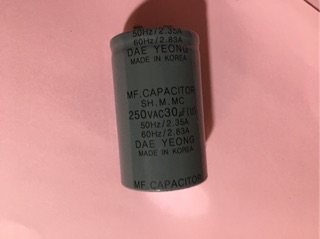 50Hz/2.35A
60Hz/2.83A
DAE YEONG
MADE IN KOREA
MF.CAPACITOR
SH.M.MC
250VAC30µF
50Hz/2.35A
60Hz/2.83A
DAE YEONG
MADE IN KOREA
MF.CAPACITOR